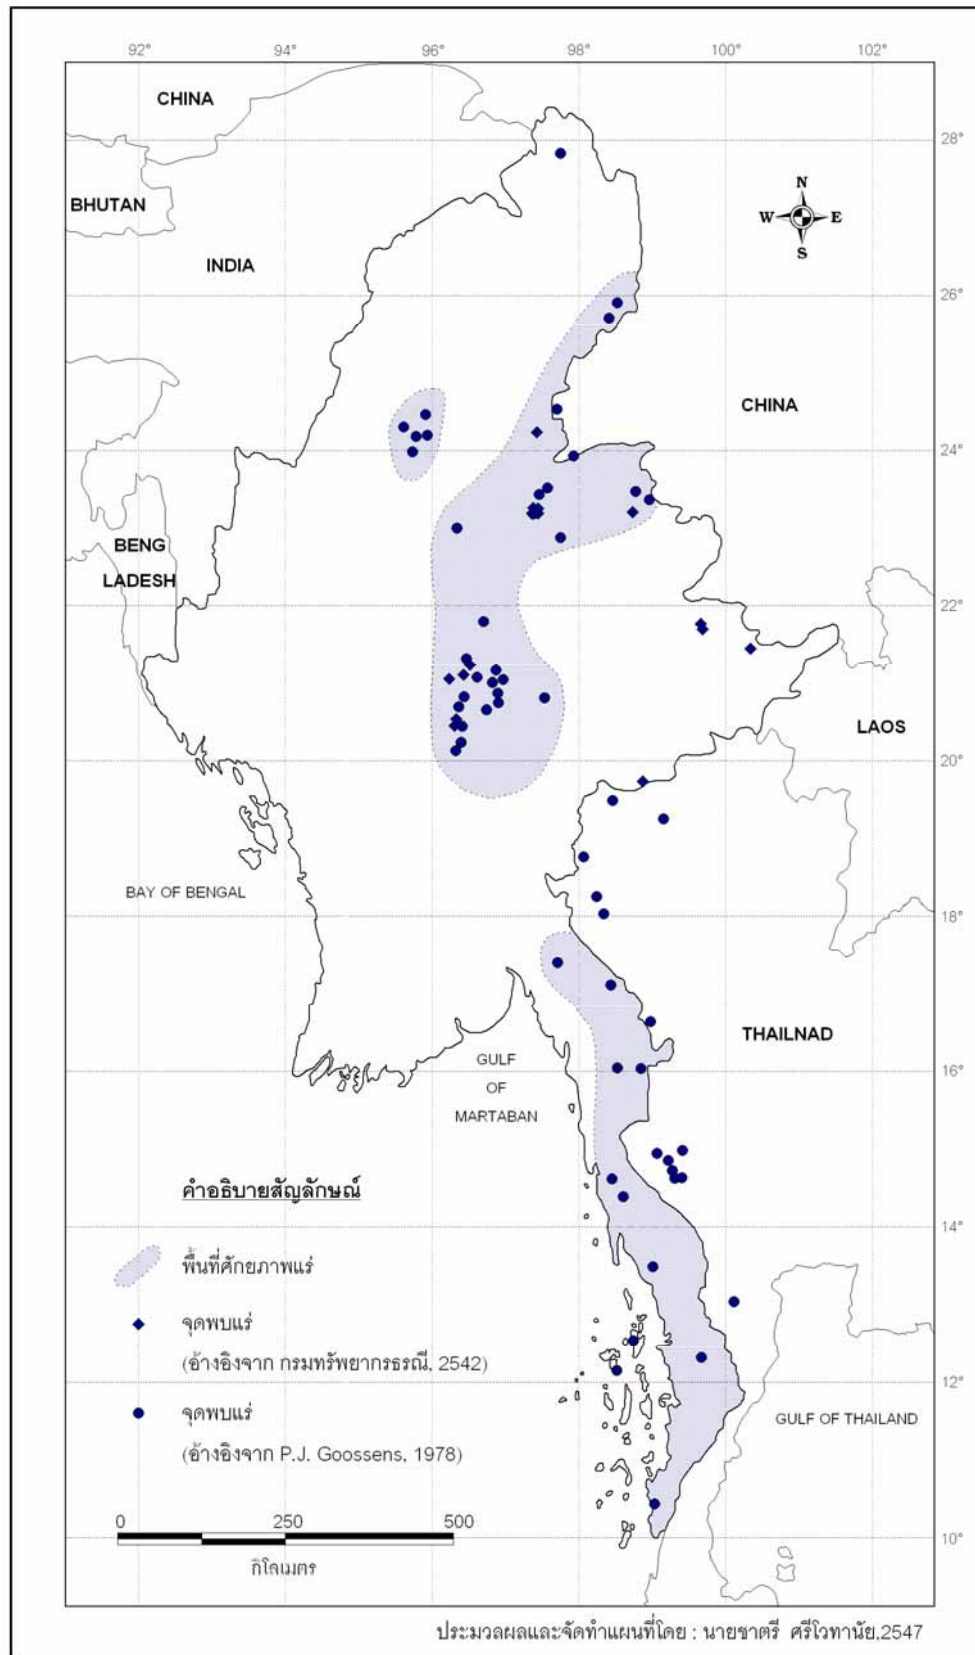 92° 94° 96° 98° 100° 102°
CHINA
28°
BHUTAN
N
W E
S
INDIA
26°
CHINA
24°
BENG
LADESH
22°
LAOS
20°
BAY OF BENGAL
18°
THAILNAD
GULF
OF
MARTABAN
16°
คำอธิบายสัญลักษณ์
14°
พื้นที่ศักยภาพแร่
จุดพบแร่
(อ้างอิงจาก กรมทรัพยากรธรณี, 2542)
12°
จุดพบแร่
(อ้างอิงจาก P.J. Goossens, 1978)
GULF OF THAILAND
10°
0 250 500
กิโลเมตร
ประมวลผลและจัดทำแผนที่โดย : นายชาตรี ศรีโวทานัย,2547